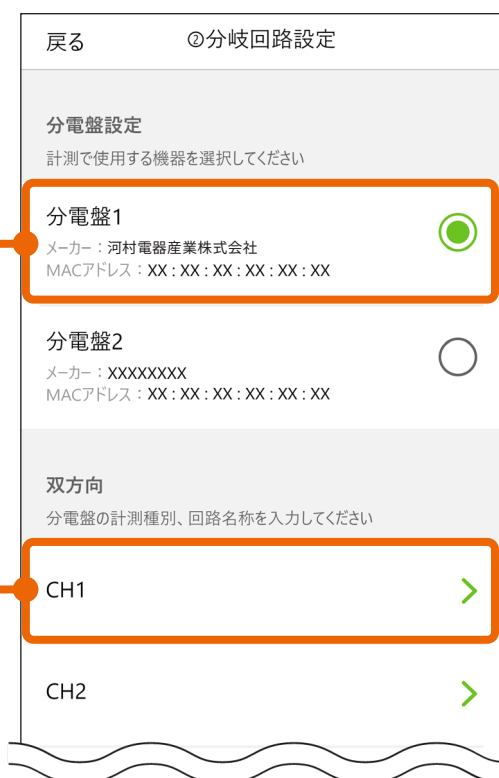 戻る
②分岐回路設定
分電盤設定
計測で使用する機器を選択してください
分電盤1
メーカー：河村電器産業株式会社
MACアドレス：XX : XX : XX : XX : XX : XX
分電盤2
メーカー：XXXXXXXX
MACアドレス：XX : XX : XX : XX : XX : XX
双方向
分電盤の計測種別、回路名称を入力してください
CH1
CH2